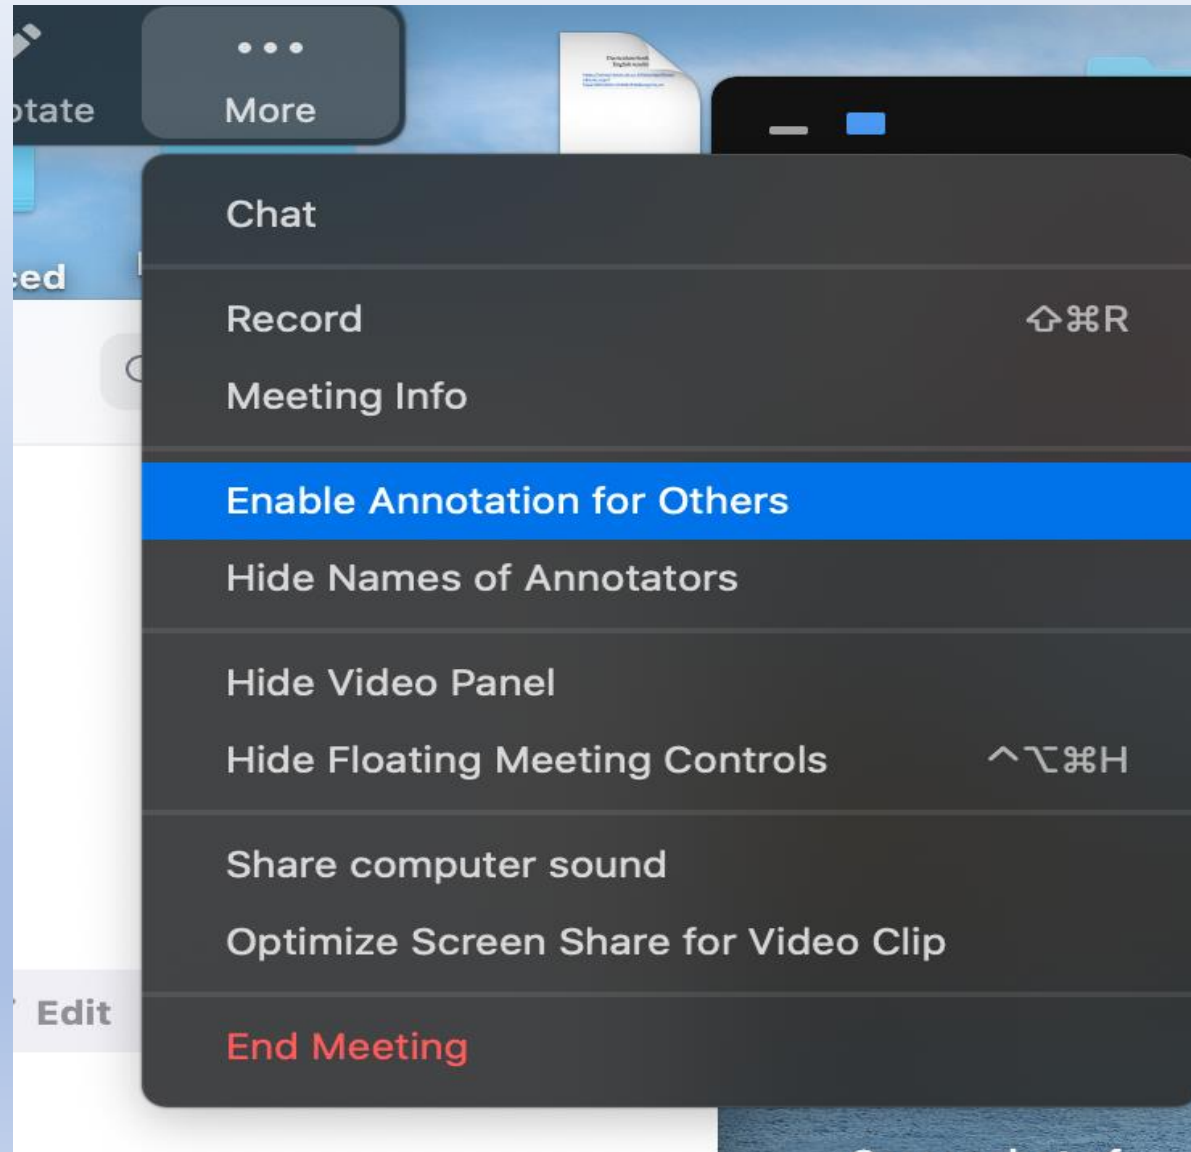 otate
More
ced
Chat
Record ⇧⌘R
Meeting Info
Enable Annotation for Others
Hide Names of Annotators
Hide Video Panel
Hide Floating Meeting Controls ^⌥⌘H
Share computer sound
Optimize Screen Share for Video Clip
Edit
End Meeting